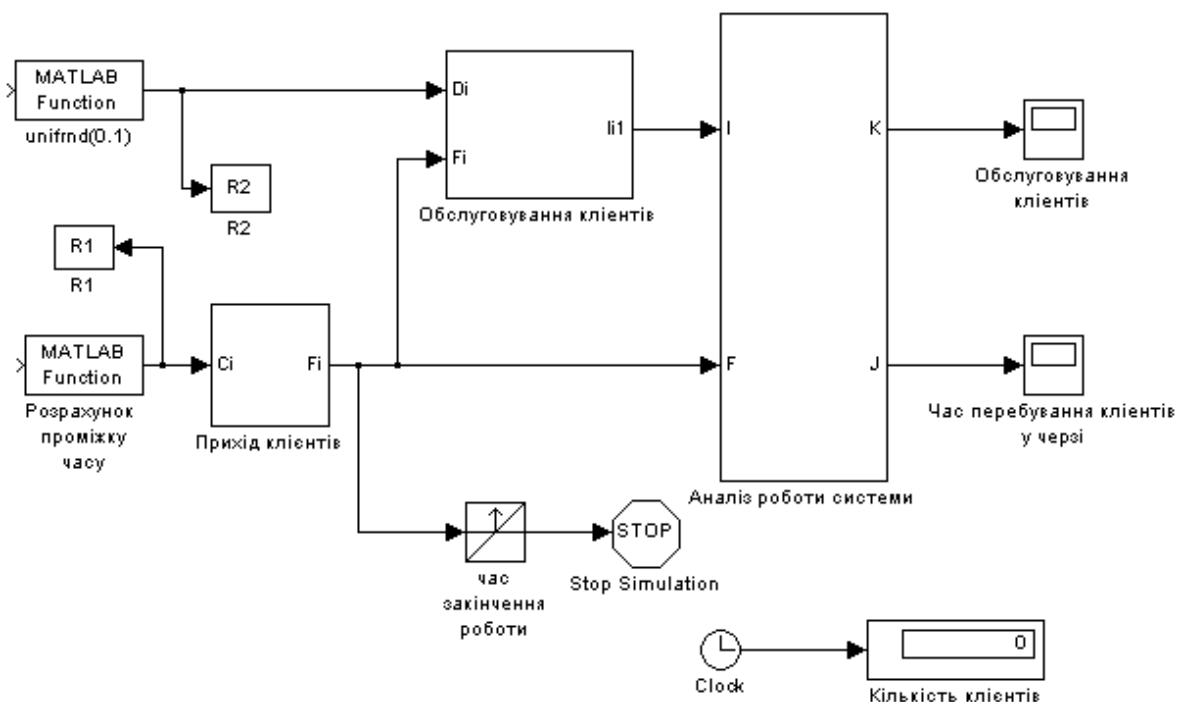 MATLAB
Function
unifrnd(0.1)
Di
Fi
Ii1
Обслуговування клієнтів
I
K
Обслуговування
клієнтів
R2
R2
R1
R1
MATLAB
Function
Розрахунок
проміжку
часу
Ci
Fi
Прихід клієнтів
F
J
Час перебування клієнтів
у черзі
Аналіз роботи системи
час
закінчення
роботи
STOP
Stop Simulation
Clock
0
Кількість клієнтів